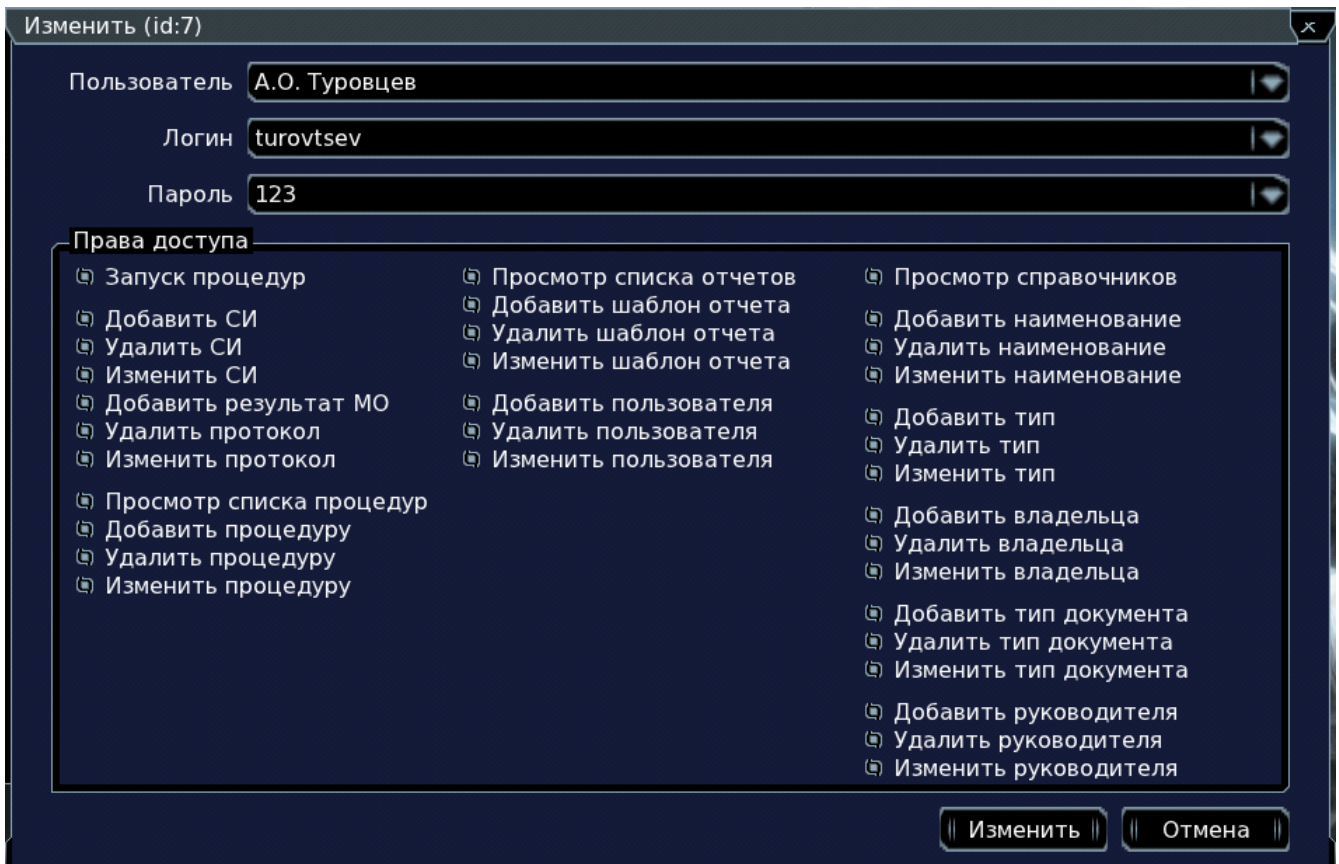 Изменить (id:7)
Пользователь А.О. Туровцев
Логин turovtsev
Пароль 123
Права доступа
Запуск процедур
Добавить СИ
Удалить СИ
Изменить СИ
Добавить результат МО
Удалить протокол
Изменить протокол
Просмотр списка процедур
Добавить процедуру
Удалить процедуру
Изменить процедуру
Просмотр списка отчетов
Добавить шаблон отчета
Удалить шаблон отчета
Изменить шаблон отчета
Добавить пользователя
Удалить пользователя
Изменить пользователя
Просмотр справочников
Добавить наименование
Удалить наименование
Изменить наименование
Добавить тип
Удалить тип
Изменить тип
Добавить владельца
Удалить владельца
Изменить владельца
Добавить тип документа
Удалить тип документа
Изменить тип документа
Добавить руководителя
Удалить руководителя
Изменить руководителя
Изменить Отмена